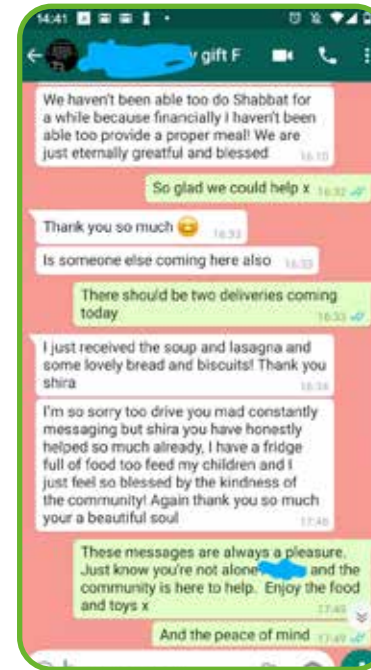 14:41
gift F
We haven't been able too do Shabbat for
a while because financially I haven't been
able too provide a proper meal! We are
just eternally greatful and blessed 16:10
So glad we could help x 16:32
Thank you so much 😊 16:33
Is someone else coming here also 16:33
There should be two deliveries coming
today 16:33
I just received the soup and lasagna and
some lovely bread and biscuits! Thank you
shira 16:34
I'm so sorry too drive you mad constantly
messaging but shira you have honestly
helped so much already, I have a fridge
full of food too feed my children and I
just feel so blessed by the kindness of
the community! Again thank you so much
your a beautiful soul 17:46
These messages are always a pleasure.
Just know you're not alone and the
community is here to help. Enjoy the food
and toys x 17:49
And the peace of mind 17:49